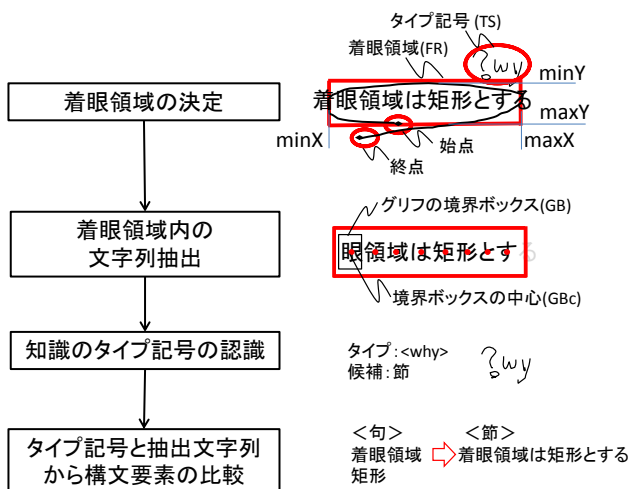 タイプ記号(TS)
着眼領域(FR)
?wy
minY
着眼領域の決定
着眼領域は矩形とする
maxY
minX
maxX
始点
終点
グリフの境界ボックス(GB)
着眼領域内の
文字列抽出
眼領域は矩形とする
境界ボックスの中心(GBc)
知識のタイプ記号の認識
タイプ:<why>
候補:節
?wy
タイプ記号と抽出文字列
から構文要素の比較
<句>
<節>
着眼領域
着眼領域は矩形とする
矩形